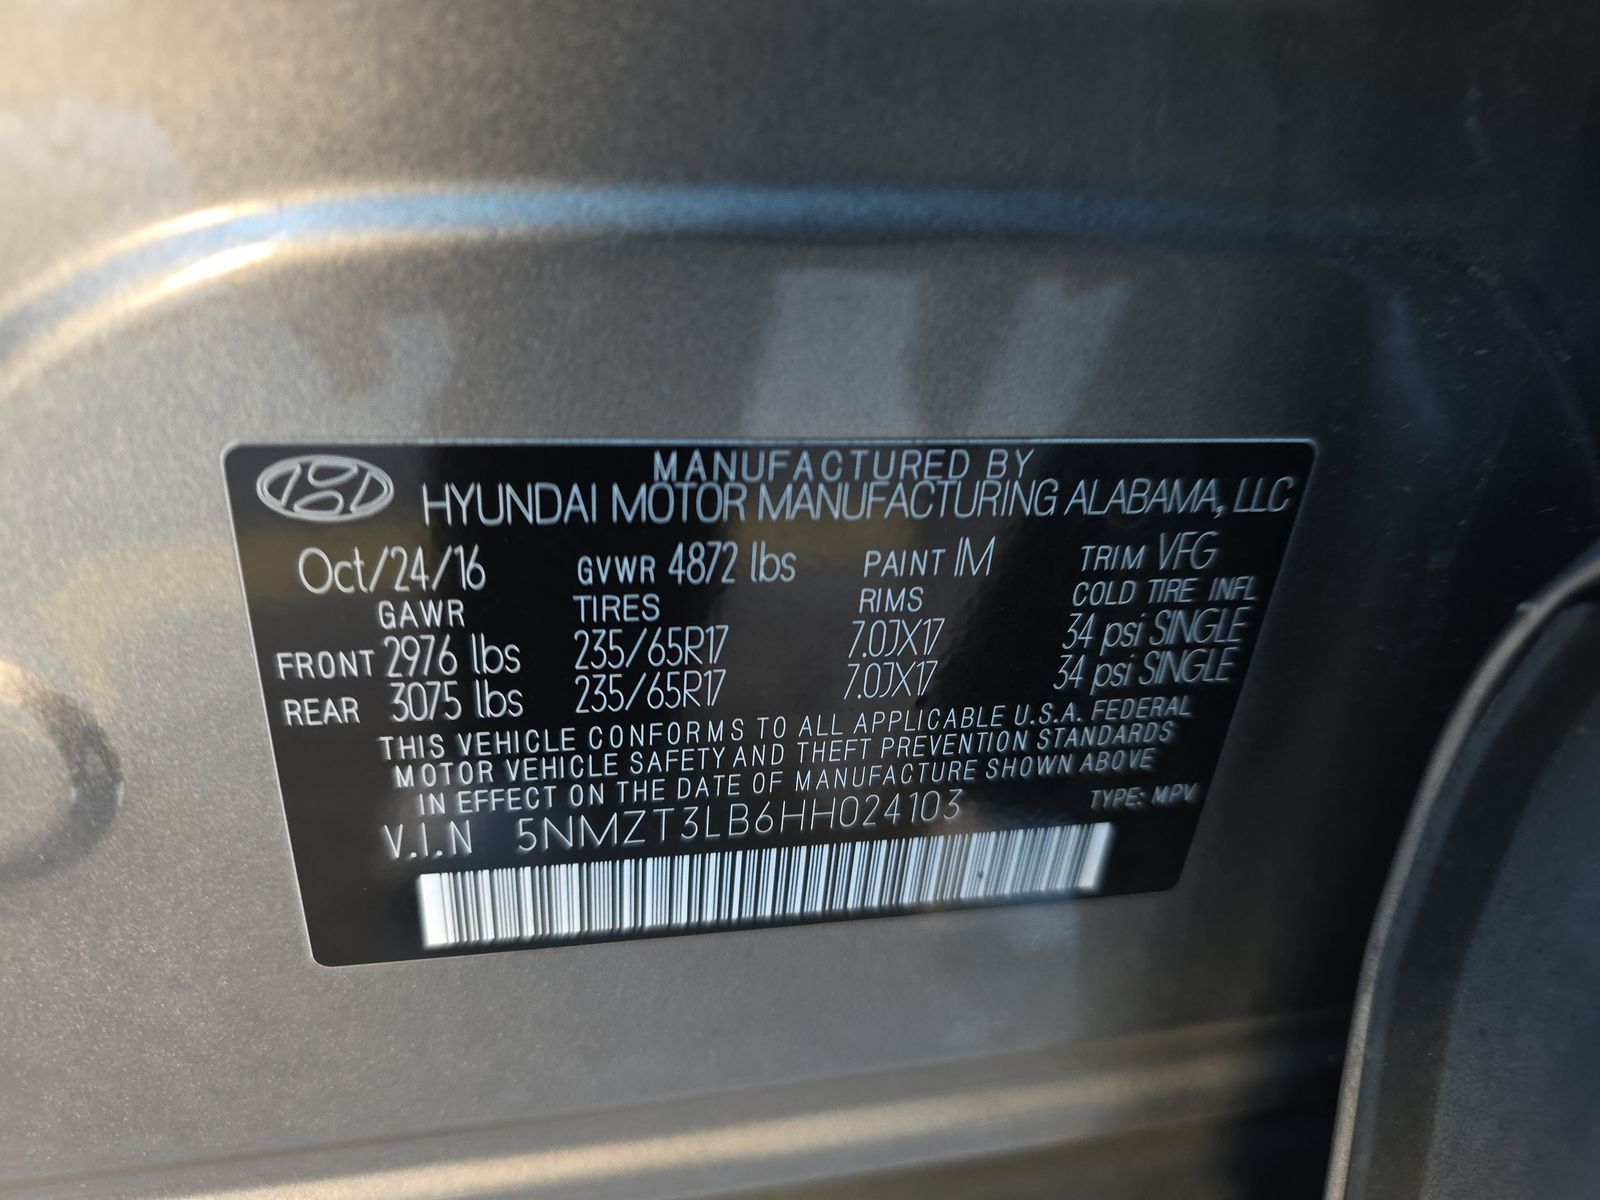 MANUFACTURED BY
HYUNDAI MOTOR MANUFACTURING ALABAMA, LLC
Oct/24/16 GVWR 4872 lbs PAINT IM TRIM VFG
GAWR TIRES RIMS COLD TIRE INFL
FRONT 2976 lbs 235/65R17 7.0JX17 34 psi SINGLE
REAR 3075 lbs 235/65R17 7.0JX17 34 psi SINGLE
THIS VEHICLE CONFORMS TO ALL APPLICABLE U.S.A. FEDERAL
MOTOR VEHICLE SAFETY AND THEFT PREVENTION STANDARDS
IN EFFECT ON THE DATE OF MANUFACTURE SHOWN ABOVE
V.I.N 5NMZT3LB6HH024103 TYPE: MPV